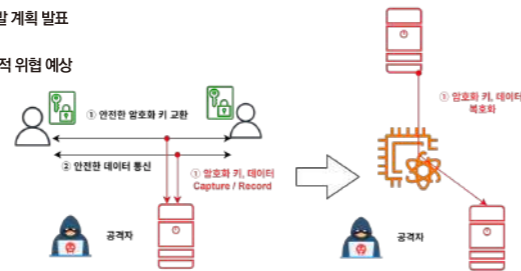 발 계획 발표
적 위협 예상
① 안전한 암호화 키 교환
② 안전한 데이터 통신
① 암호화 키, 데이터
Capture / Record
공격자
① 암호화 키, 데이터
복호화
공격자